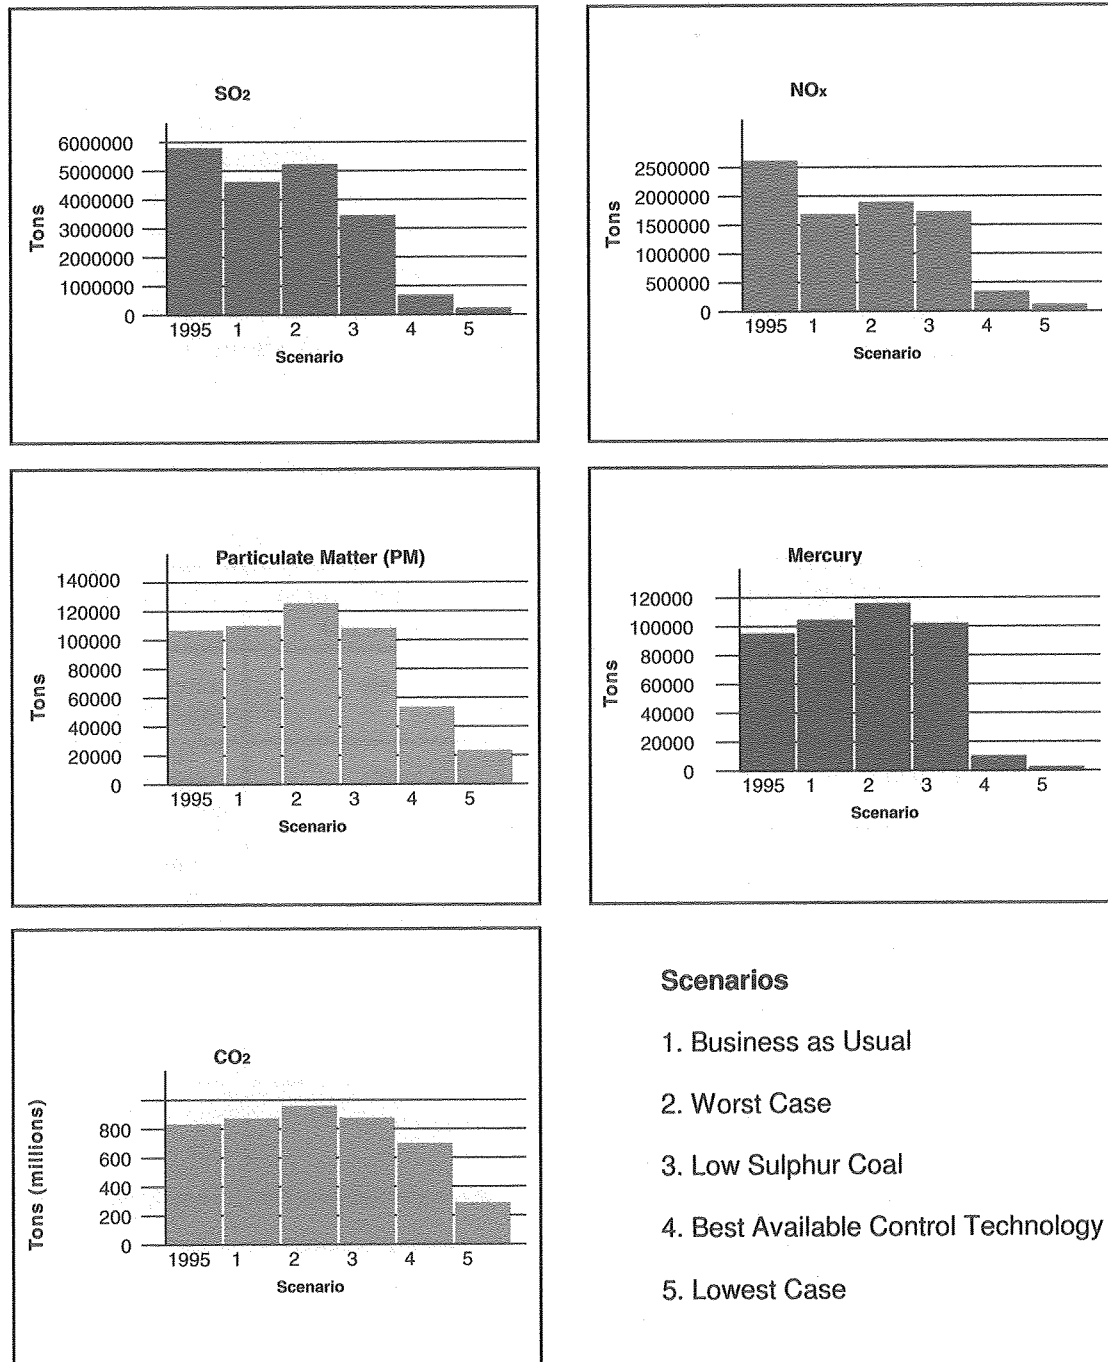 SO2
Tons
6000000
5000000
4000000
3000000
2000000
1000000
0
1995 1 2 3 4 5
Scenario
NOx
Tons
2500000
2000000
1500000
1000000
500000
0
1995 1 2 3 4 5
Scenario
Particulate Matter (PM)
Tons
140000
120000
100000
80000
60000
40000
20000
0
1995 1 2 3 4 5
Scenario
Mercury
Tons
120000
100000
80000
60000
40000
20000
0
1995 1 2 3 4 5
Scenario
CO2
Tons (millions)
800
600
400
200
0
1995 1 2 3 4 5
Scenario
Scenarios
1. Business as Usual
2. Worst Case
3. Low Sulphur Coal
4. Best Available Control Technology
5. Lowest Case